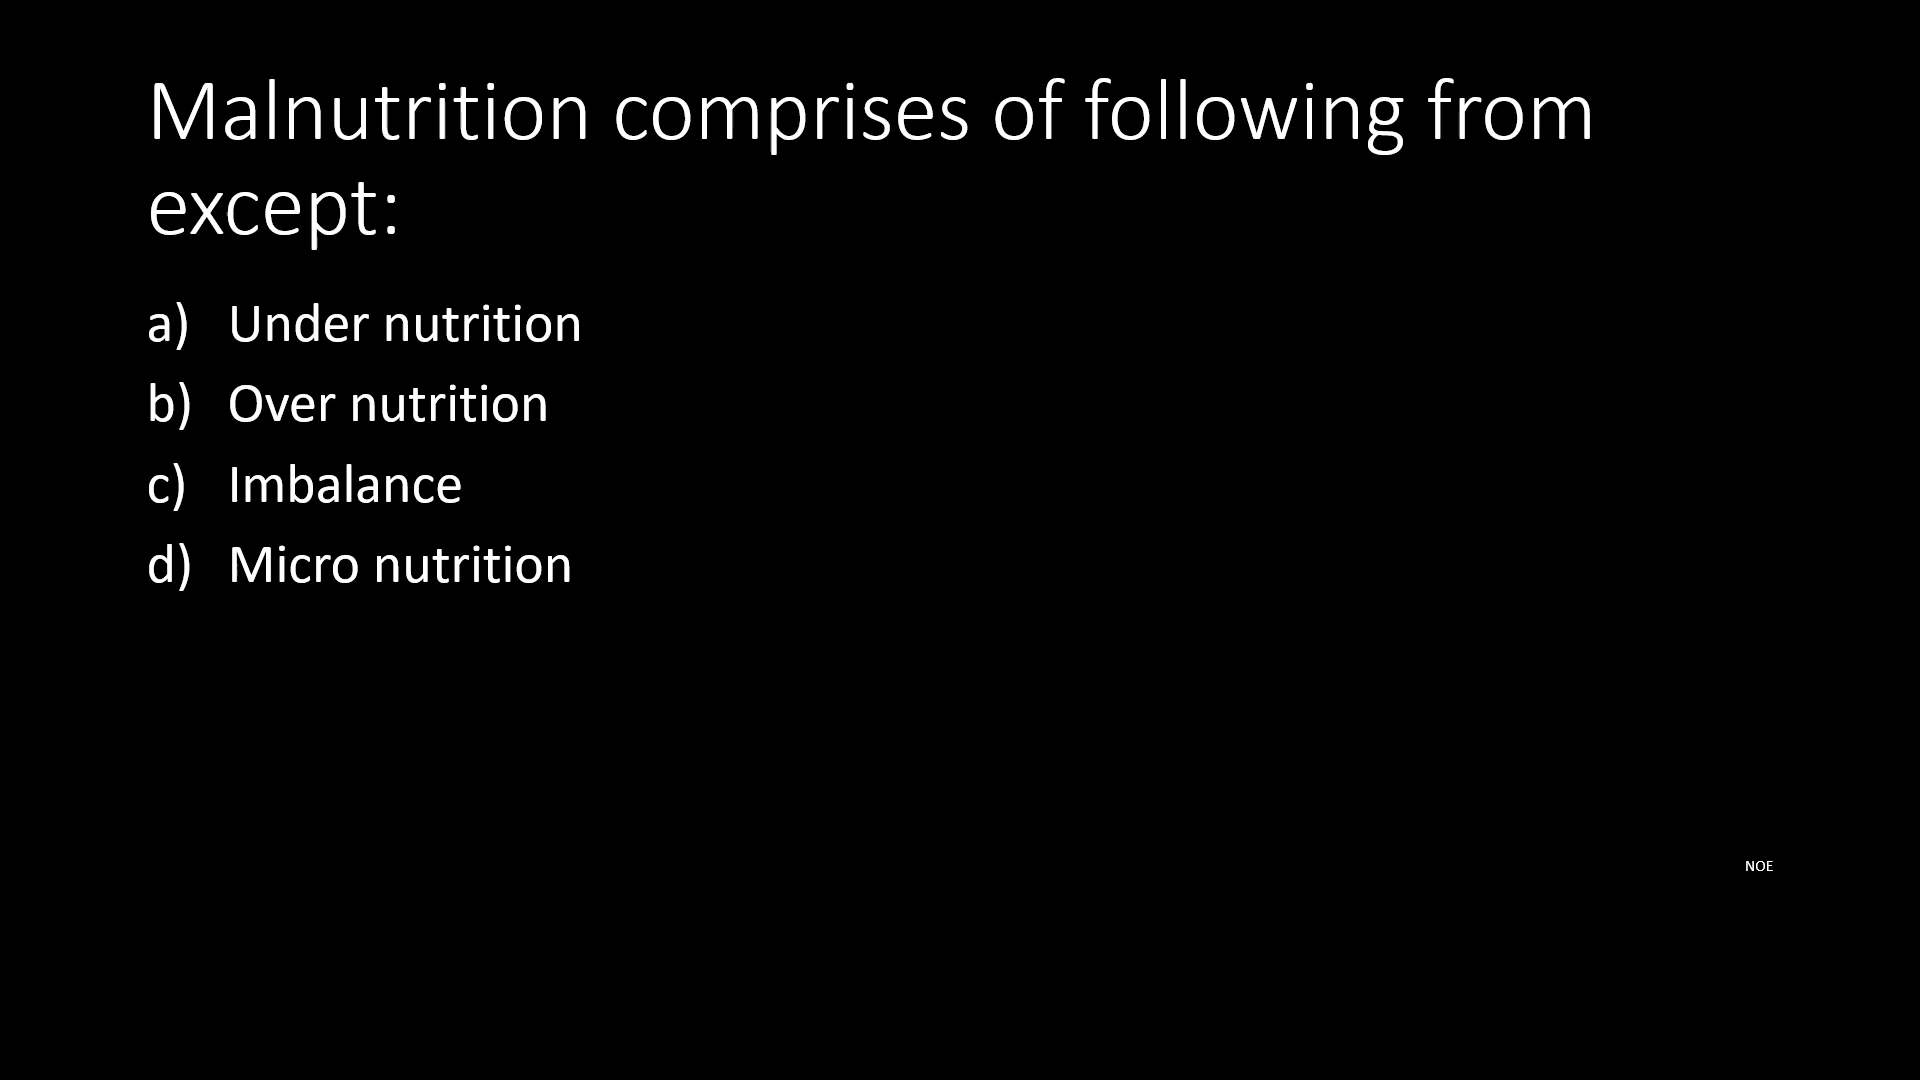 Malnutrition comprises of following from
except:
a) Under nutrition
b) Over nutrition
c) Imbalance
d) Micro nutrition
NOE